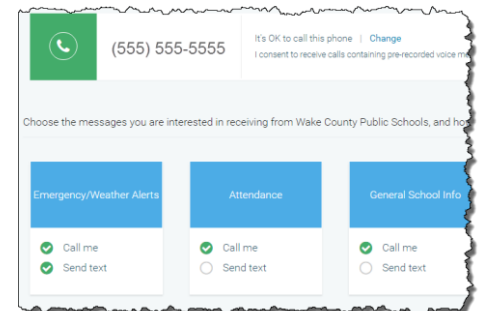 (555) 555-5555
It's OK to call this phone | Change
I consent to receive calls containing pre-recorded voice
Choose the messages you are interested in receiving from Wake County Public Schools, and
Emergency/Weather Alerts
Attendance
General School Info
Call me
Send text
Call me
Send text
Call me
Send text